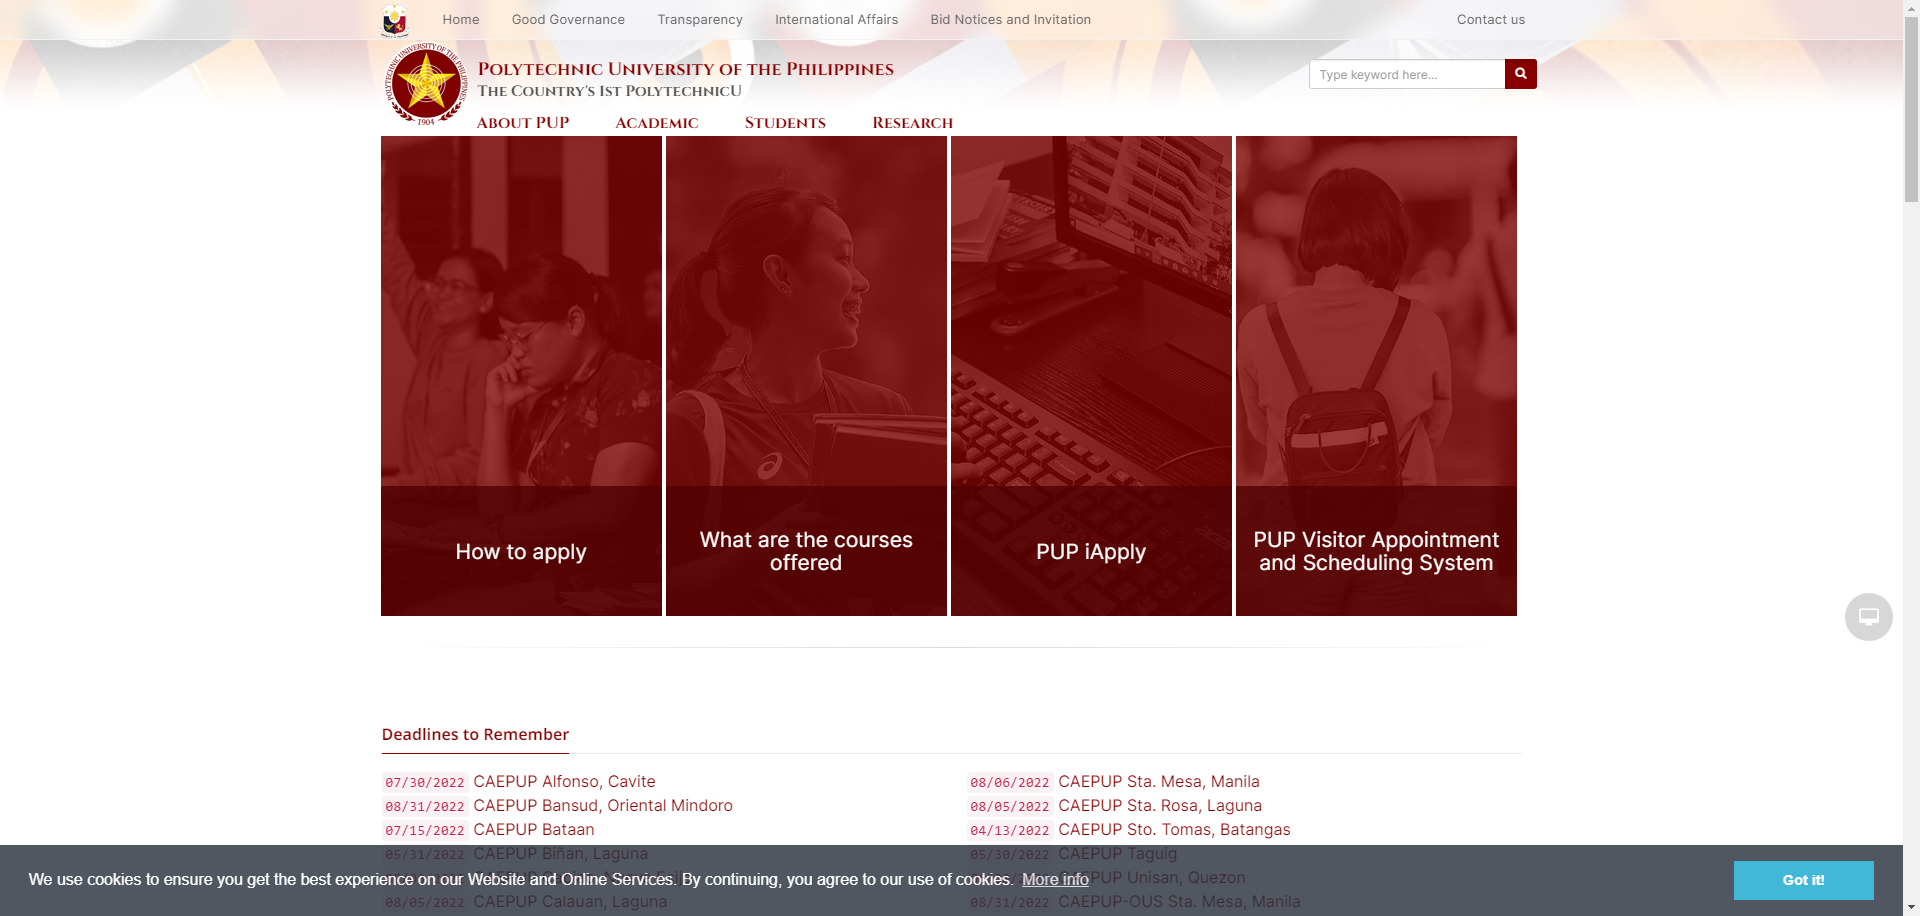 Home Good Governance Transparency International Affairs Bid Notices and Invitation Contact us
POLYTECHNIC UNIVERSITY OF THE PHILIPPINES
1904
Polytechnic University of the Philippines
The Country's 1st PolytechnicU
Type keyword here...
About PUP Academic Students Research
How to apply
What are the courses
offered
PUP iApply
PUP Visitor Appointment
and Scheduling System
Deadlines to Remember
07/30/2022 CAEPUP Alfonso, Cavite
08/31/2022 CAEPUP Bansud, Oriental Mindoro
07/15/2022 CAEPUP Bataan
05/31/2022 CAEPUP Biñan, Laguna
08/05/2022 CAEPUP Calauan, Laguna
08/06/2022 CAEPUP Sta. Mesa, Manila
08/05/2022 CAEPUP Sta. Rosa, Laguna
04/13/2022 CAEPUP Sto. Tomas, Batangas
05/30/2022 CAEPUP Taguig
CAEPUP Unisan, Quezon
08/31/2022 CAEPUP-OUS Sta. Mesa, Manila
We use cookies to ensure you get the best experience on our Website and Online Services. By continuing, you agree to our use of cookies. More info
Got it!